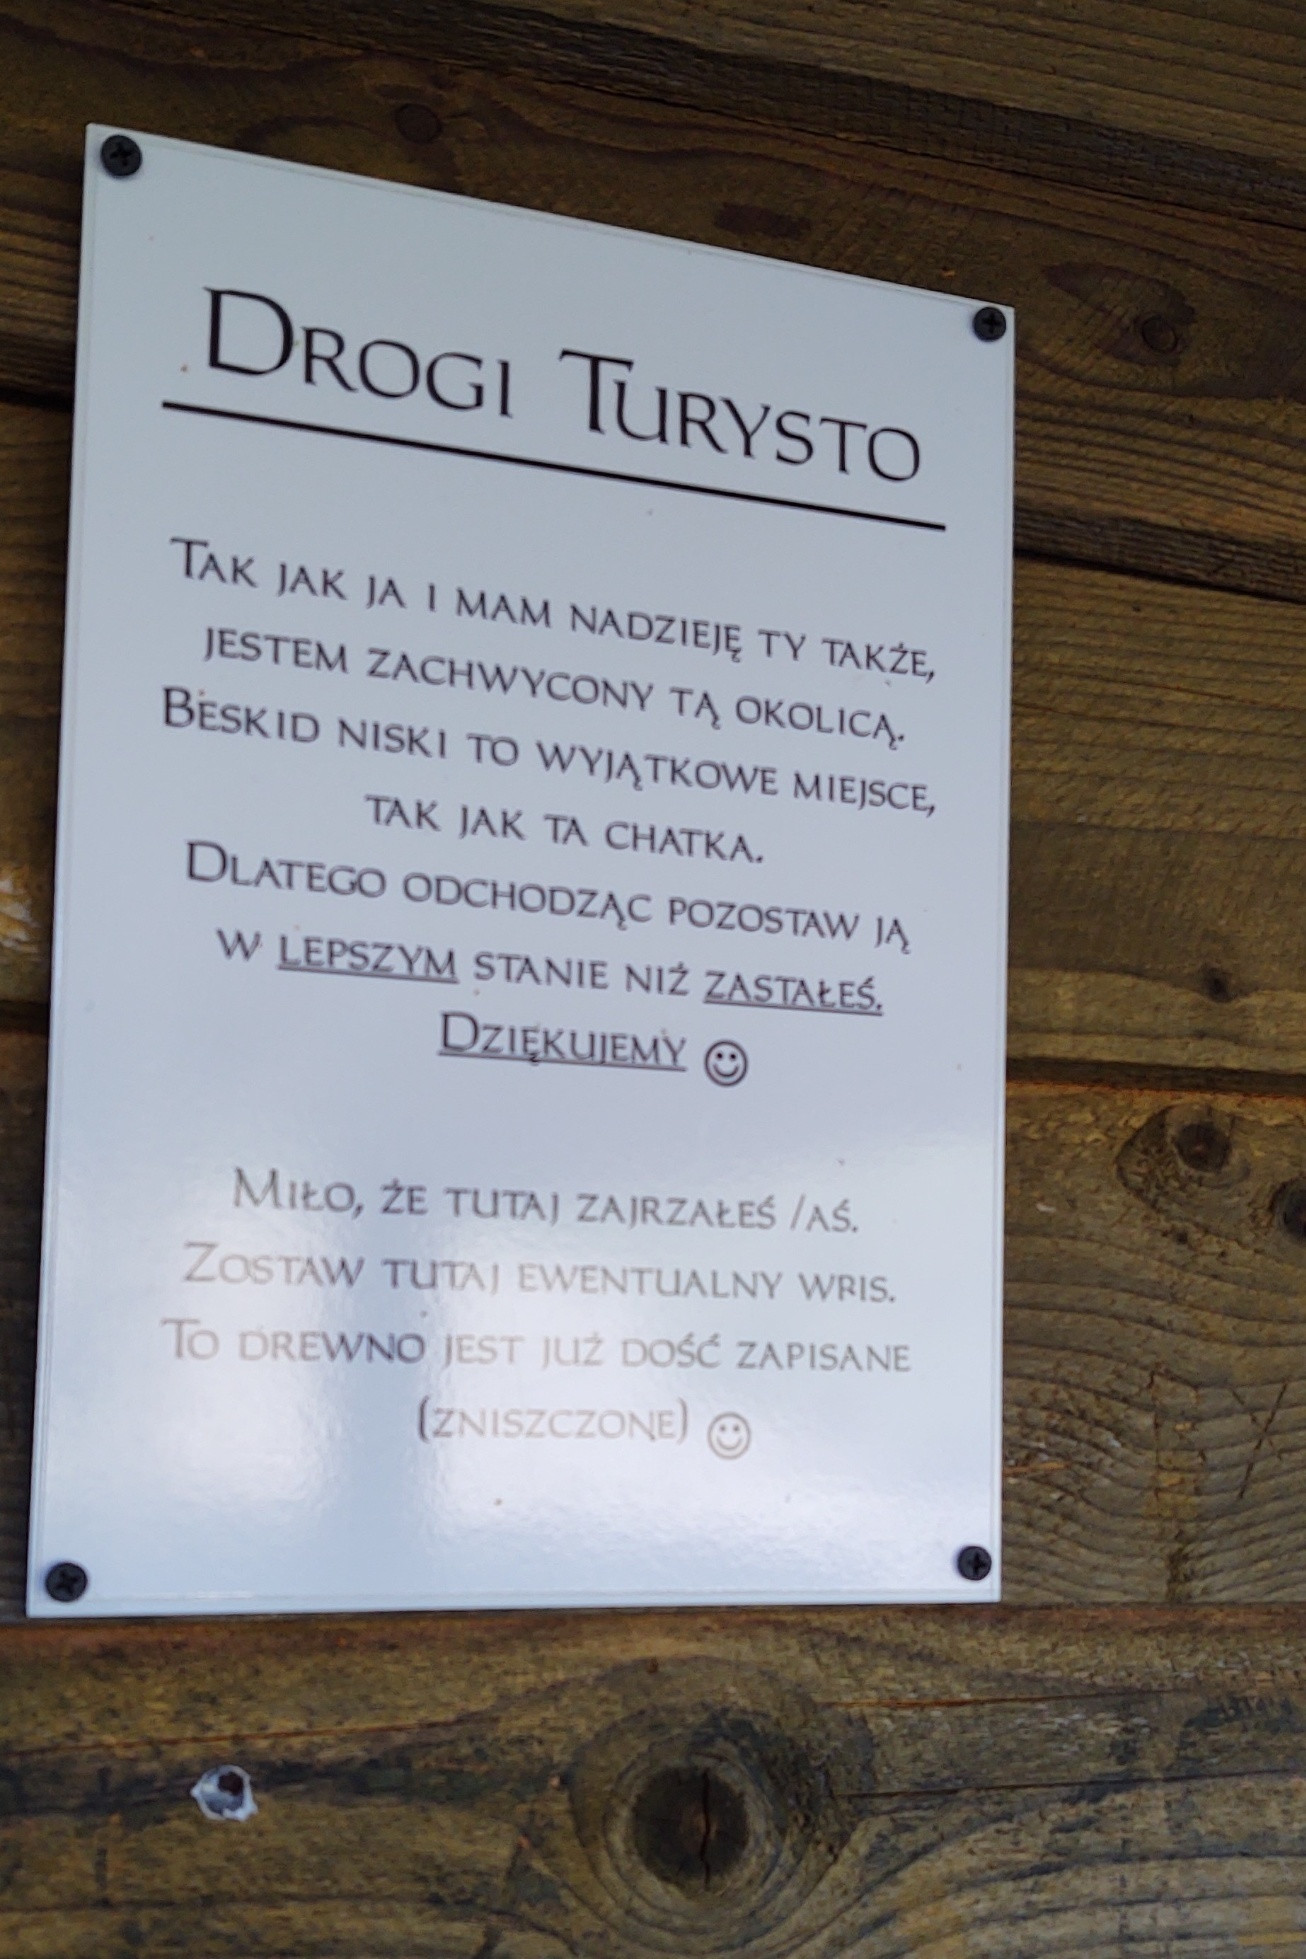 DROGI TURYSTO
TAK JAK JA I MAM NADZIEJĘ TY TAKŻE,
JESTEM ZACHWYCONY TĄ OKOLICĄ.
BESKID NISKI TO WYJĄTKOWE MIEJSCE,
TAK JAK TA CHATKA.
DLATEGO ODCHODZĄC POZOSTAW JĄ
W LEPSZYM STANIE NIŻ ZASTAŁEŚ.
DZIĘKUJEMY ☺
MIŁO, ŻE TUTAJ ZAJRZAŁEŚ /AŚ.
ZOSTAW TUTAJ EWENTUALNY WPIS.
TO DREWNO JEST JUŻ DOŚĆ ZAPISANE
(ZNISZCZONE) ☺